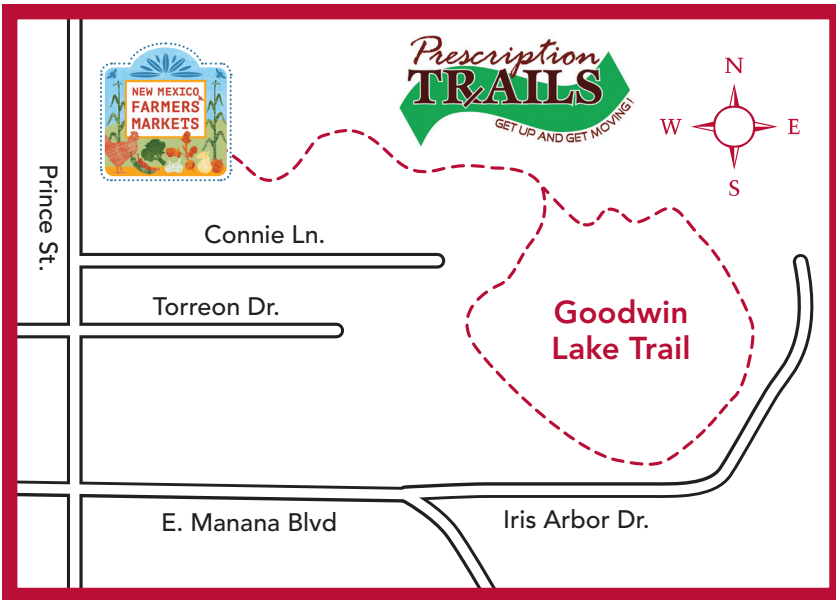 NEW MEXICO
FARMERS
MARKETS
Prescription
TRAILS
GET UP AND GET MOVING!
N
W
E
S
Prince St.
Connie Ln.
Torreon Dr.
Goodwin
Lake Trail
E. Manana Blvd
Iris Arbor Dr.